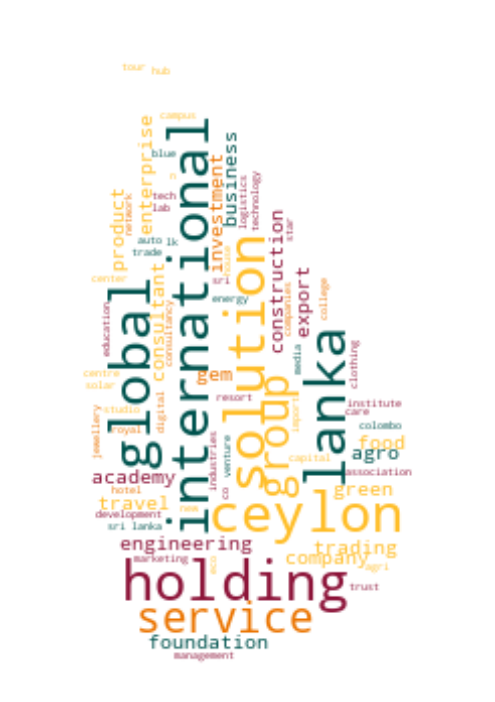 tour
hub
campus
enterprise
international
blue
business
investment
n
tech
lab
logistics
technology
product
network
star
construction
auto
lk
trade
solution
house
center
sri
export
consultant
global
energy
companies
college
education
consultancy
lanka
media
clothing
gem
group
centre
solar
resort
import
digital
studio
jewellery
royal
institute
care
colombo
industries
venture
food
agro
capital
academy
association
co
hotel
green
travel
new
ceylon
development
sri lanka
engineering
trading
marketing
company
eco
agri
holding
trust
service
foundation
management